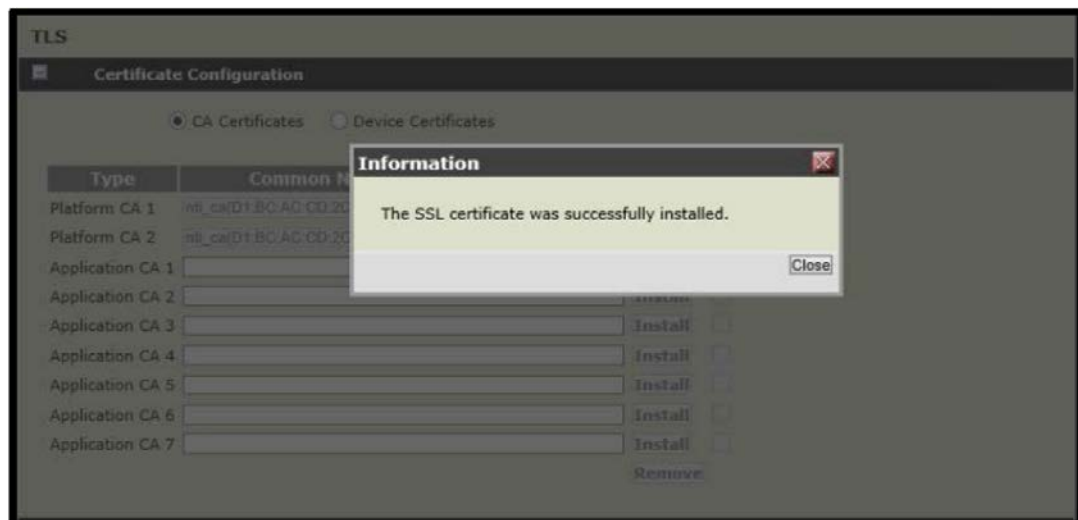 TLS
Certificate Configuration
CA Certificates Device Certificates
Information
Type Common
The SSL certificate was successfully installed.
Platform CA 1
Platform CA 2
Close
Application CA 1
Application CA 2 Install
Application CA 3 Install
Application CA 4 Install
Application CA 5 Install
Application CA 6 Install
Application CA 7 Install
Remove